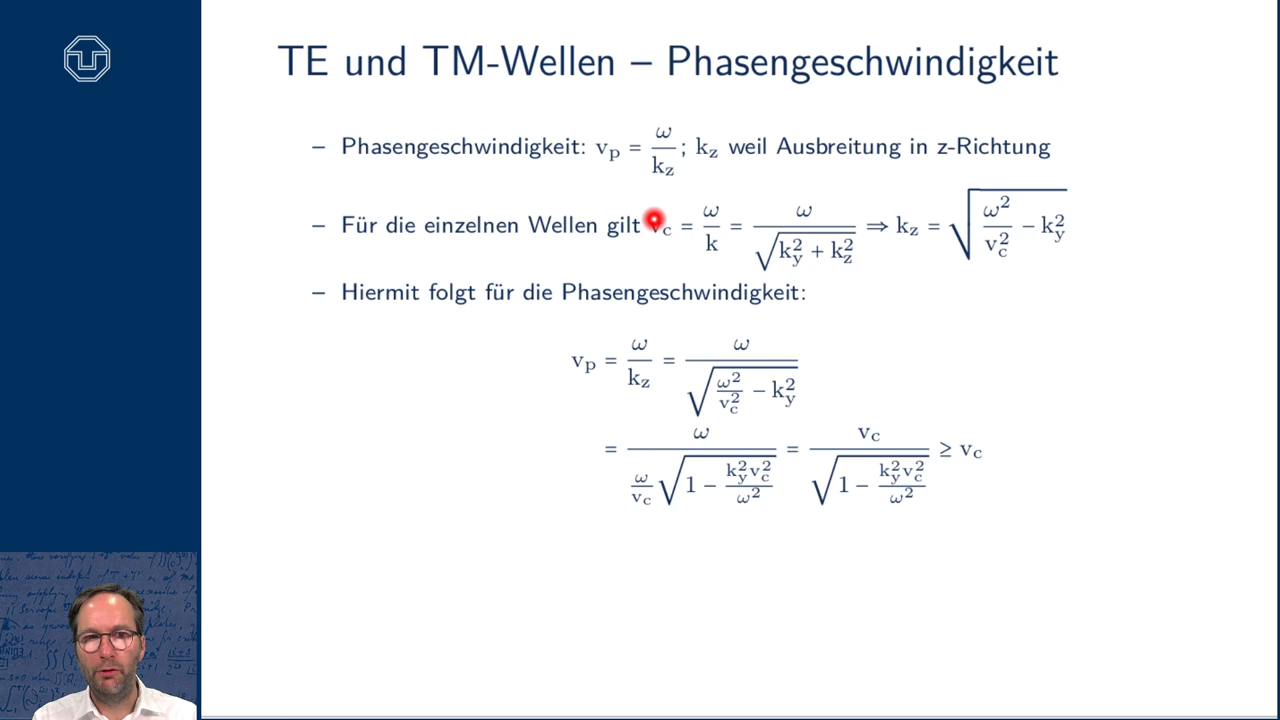 TE und TM-Wellen – Phasengeschwindigkeit
– Phasengeschwindigkeit: v_p = ω/k_z; k_z weil Ausbreitung in z-Richtung
– Für die einzelnen Wellen gilt v_c = ω/k = ω/√(k_y² + k_z²) ⇒ k_z = √(ω²/v_c² − k_y²)
– Hiermit folgt für die Phasengeschwindigkeit:
v_p = ω/k_z = ω/√(ω²/v_c² − k_y²)
= ω/((ω/v_c)√(1 − k_y²v_c²/ω²)) = v_c/√(1 − k_y²v_c²/ω²) ≥ v_c